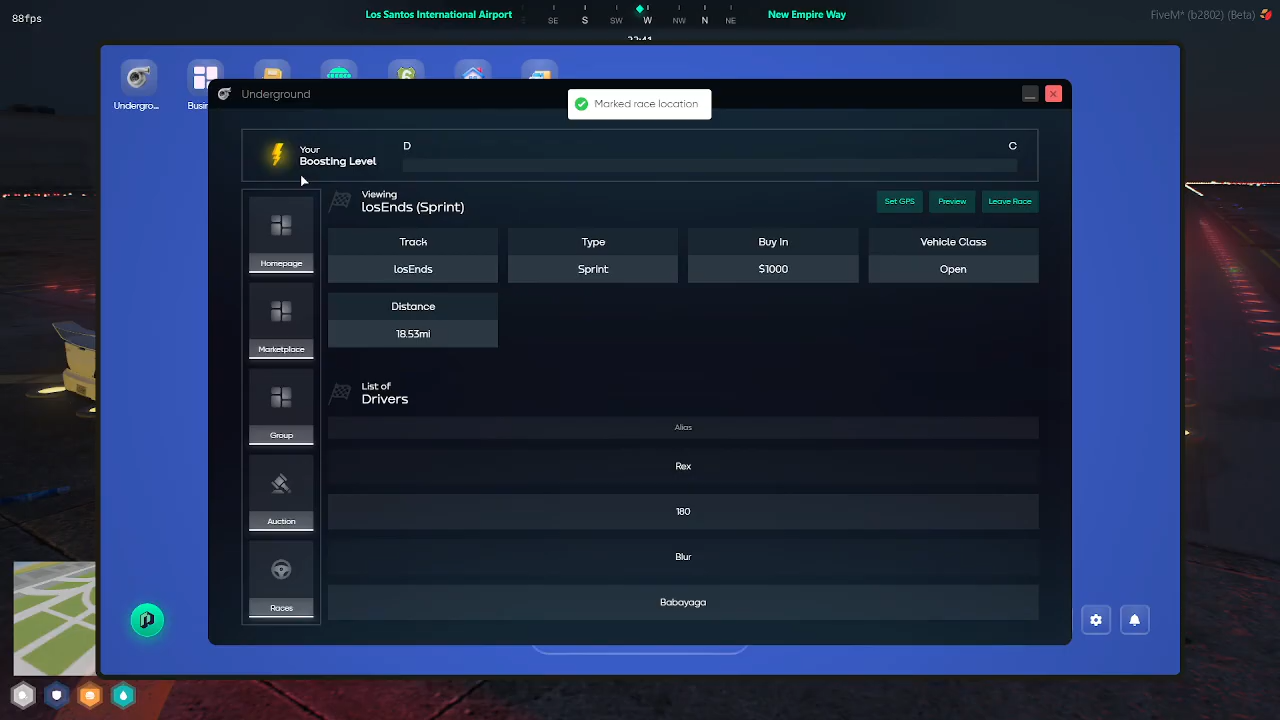 88fps
Los Santos International Airport
SE S SW W NW N NE
New Empire Way
FiveM* (b2802) (Beta)
Undergro...
Underground
Marked race location
Your
Boosting Level
D
C
Viewing
losEnds (Sprint)
Set GPS
Preview
Leave Race
Homepage
Marketplace
Group
Auction
Races
Track
losEnds
Type
Sprint
Buy In
$1000
Vehicle Class
Open
Distance
18.53mi
List of
Drivers
Alias
Rex
180
Blur
Babayaga